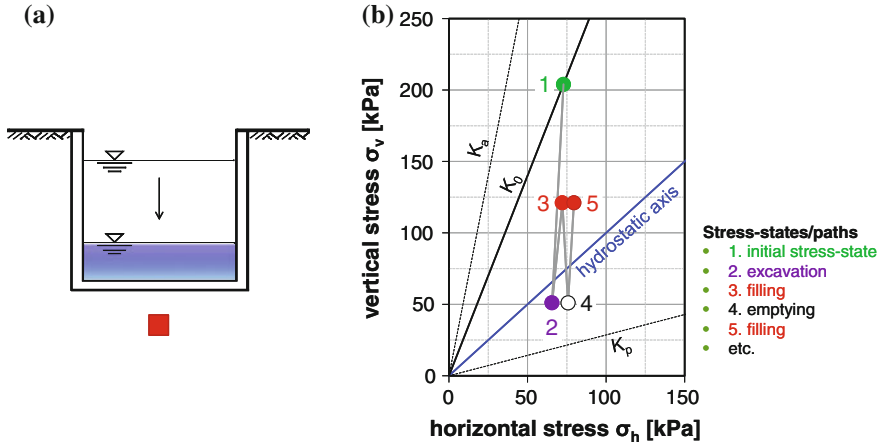 (a)
(b)
vertical stress σv [kPa]
250
200
150
100
50
0
0
50
100
150
horizontal stress σh [kPa]
Ka
K0
Kp
hydrostatic axis
1
2
3
4
5
Stress-states/paths
• 1. initial stress-state
• 2. excavation
• 3. filling
• 4. emptying
• 5. filling
• etc.